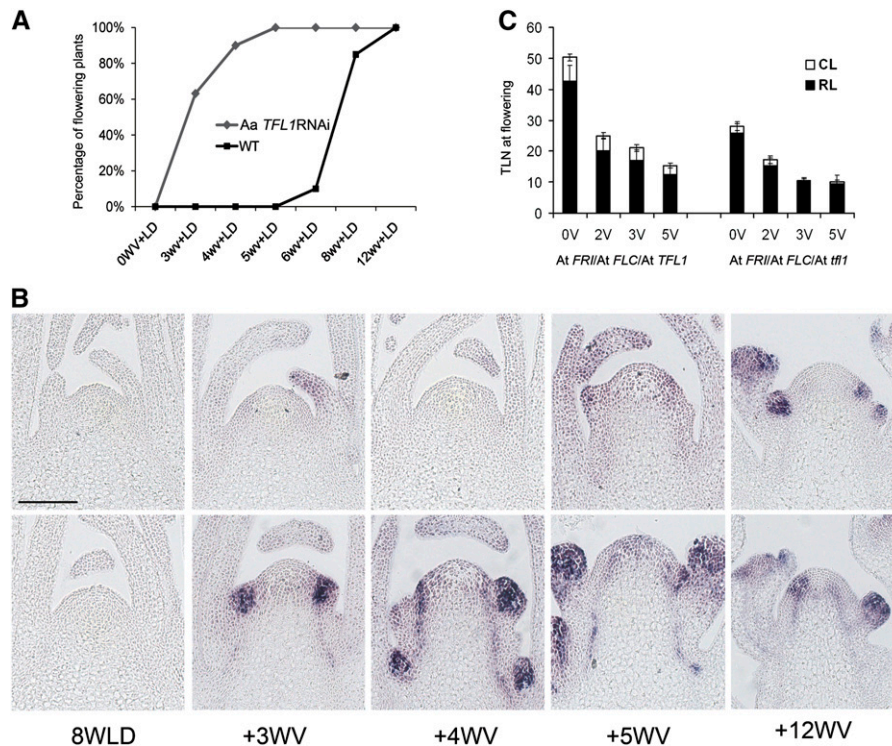 A
Percentage of flowering plants
100%
80%
60%
40%
20%
0%
Aa TFL1RNAi
WT
0WV+LD
3wv+LD
4wv+LD
5wv+LD
6wv+LD
8wv+LD
12wv+LD
C
TLN at flowering
60
50
40
30
20
10
0
CL
RL
0V 2V 3V 5V 0V 2V 3V 5V
At FRI/At FLC/At TFL1 At FRI/At FLC/At tfl1
B
8WLD +3WV +4WV +5WV +12WV